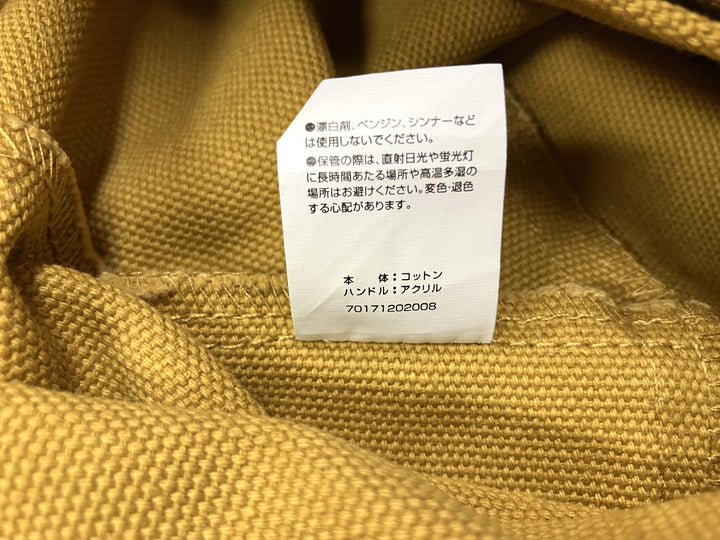 ●漂白剤、ベンジン、シンナーなど
は使用しないでください。
●保管の際は、直射日光や蛍光灯
に長時間あたる場所や高温多湿の
場所はお避けください。変色・退色
する心配があります。
本　体：コットン
ハンドル：アクリル
70171202008